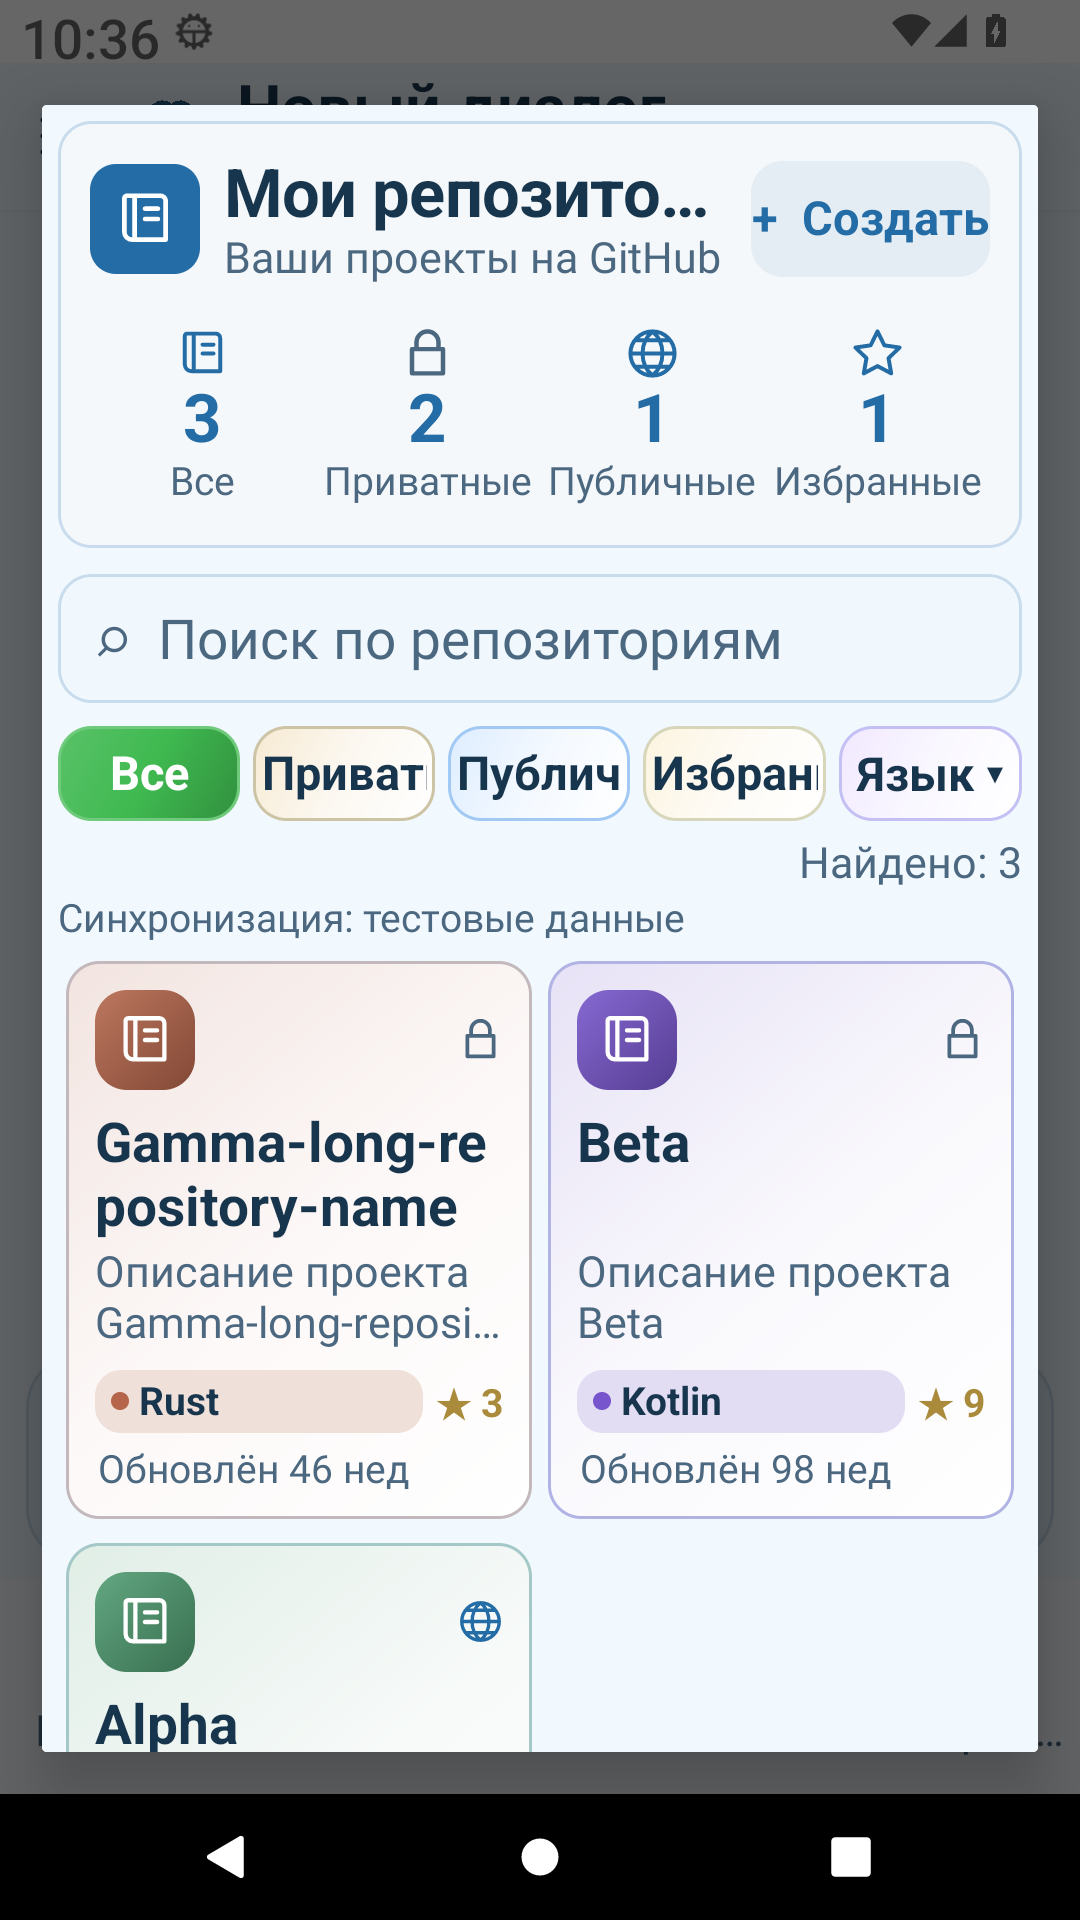 10:36
Новый диалог
Мои репозито…
Ваши проекты на GitHub
+ Создать
3
2
1
1
Все
Приватные
Публичные
Избранные
Поиск по репозиториям
Все
Приват
Публич
Избран
Язык ▾
Найдено: 3
Синхронизация: тестовые данные
Gamma-long-re
pository-name
Описание проекта
Gamma-long-reposi…
Rust
★ 3
Обновлён 46 нед
Beta
Описание проекта
Beta
Kotlin
★ 9
Обновлён 98 нед
Alpha